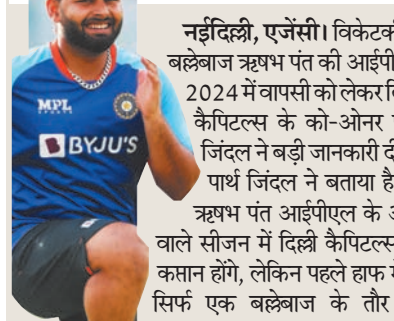 नईदिल्ली, एजेंसी। विकेटकी
बल्लेबाज ऋषभ पंत की आईपी
2024 में वापसी को लेकर
कैपिटल्स के को-ओनर
जिंदल ने बड़ी जानकारी दी
पार्थ जिंदल ने बताया है
ऋषभ पंत आईपीएल के
वाले सीजन में दिल्ली कैपिटल्स
कप्तान होंगे, लेकिन पहले हाफ में
सिर्फ एक बल्लेबाज के तौर
MPL
SPORTS
BYJU'S